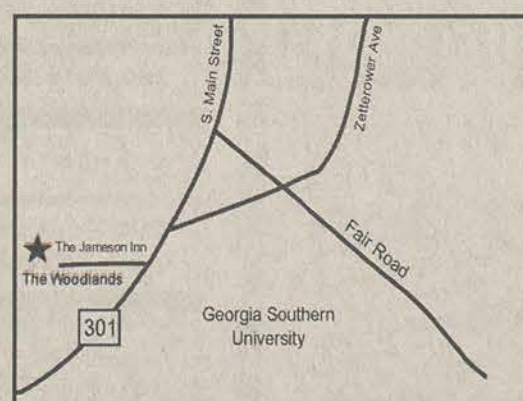 S. Main Street
Zetterower Ave
Fair Road
The Jameson Inn
The Woodlands
301
Georgia Southern
University